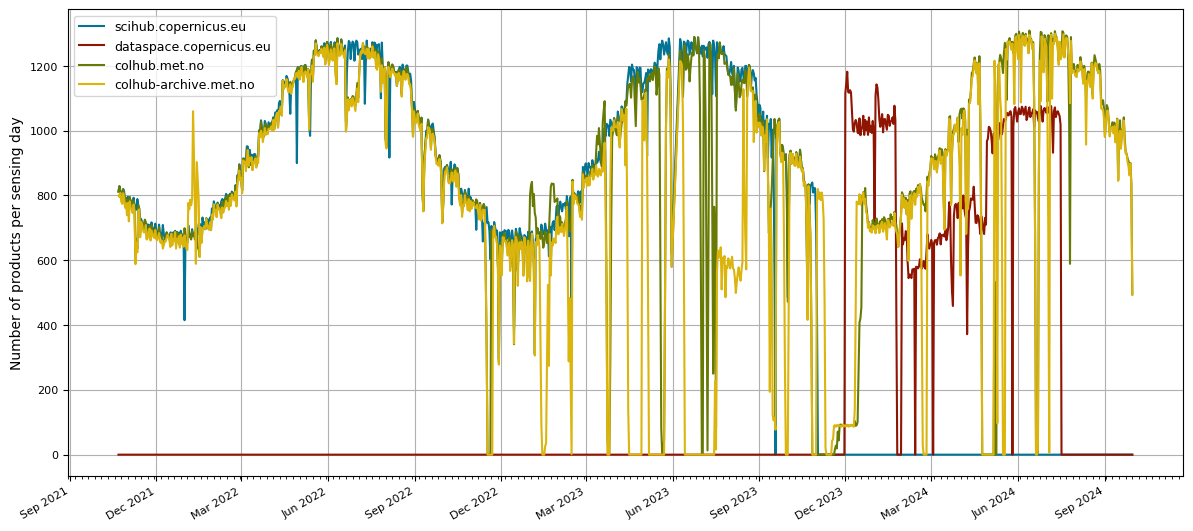 scihub.copernicus.eu
dataspace.copernicus.eu
colhub.met.no
colhub-archive.met.no
Number of products per sensing day
1200
1000
800
600
400
200
0
Sep 2021
Dec 2021
Mar 2022
Jun 2022
Sep 2022
Dec 2022
Mar 2023
Jun 2023
Sep 2023
Dec 2023
Mar 2024
Jun 2024
Sep 2024